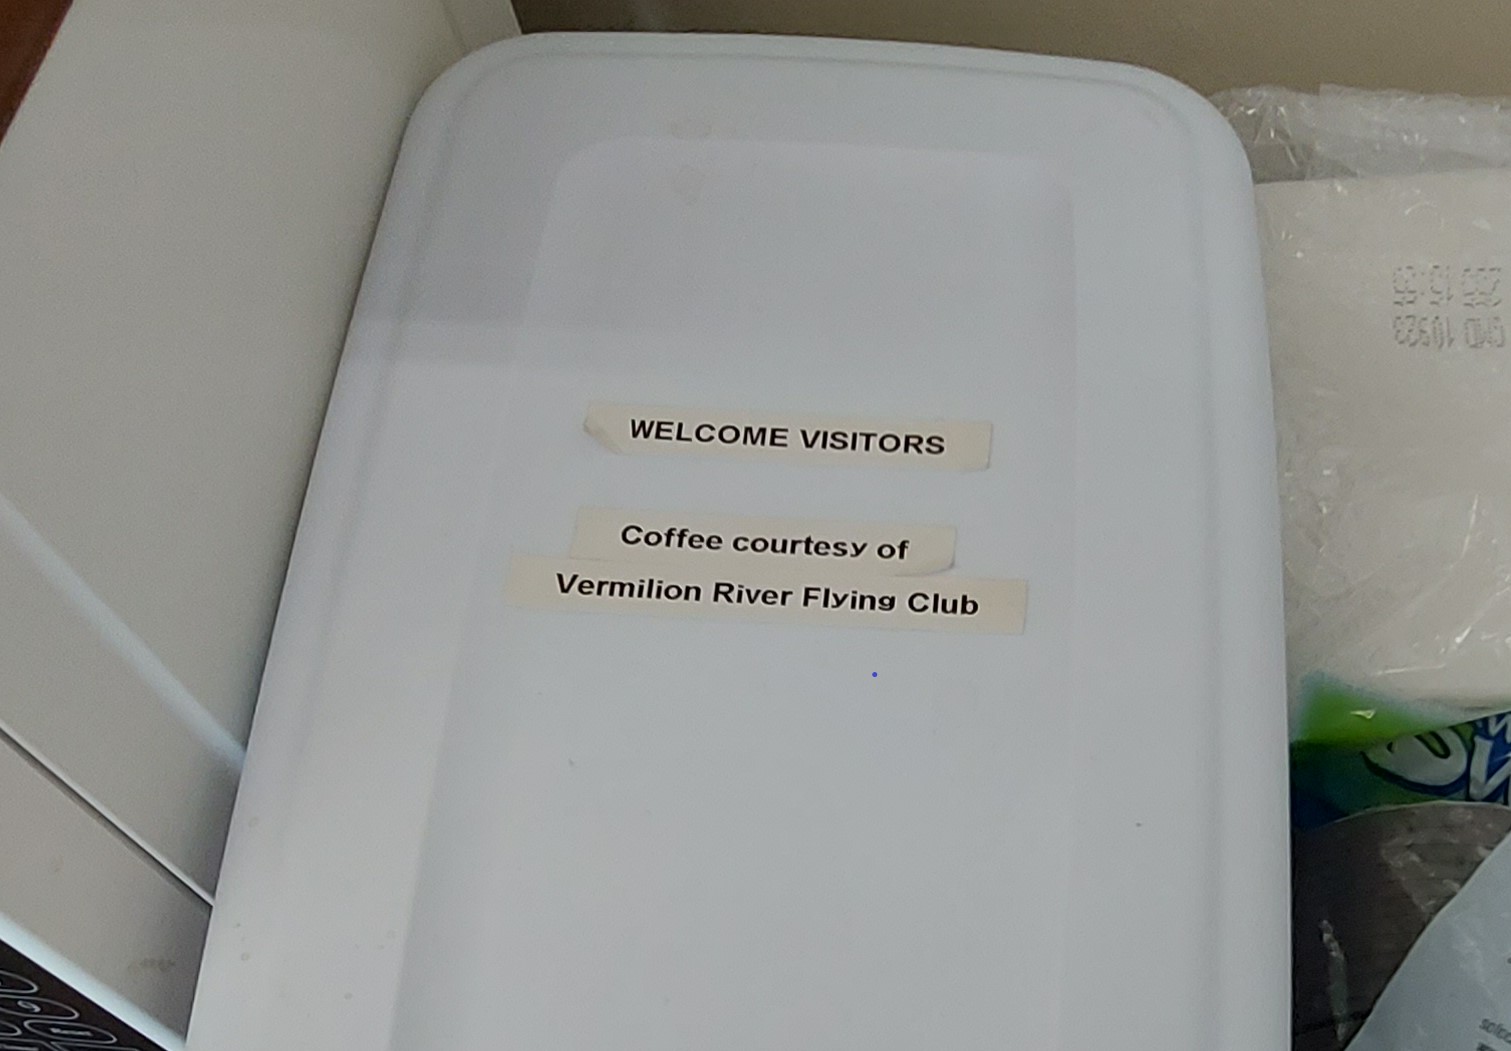 WELCOME VISITORS
Coffee courtesy of
Vermilion River Flying Club